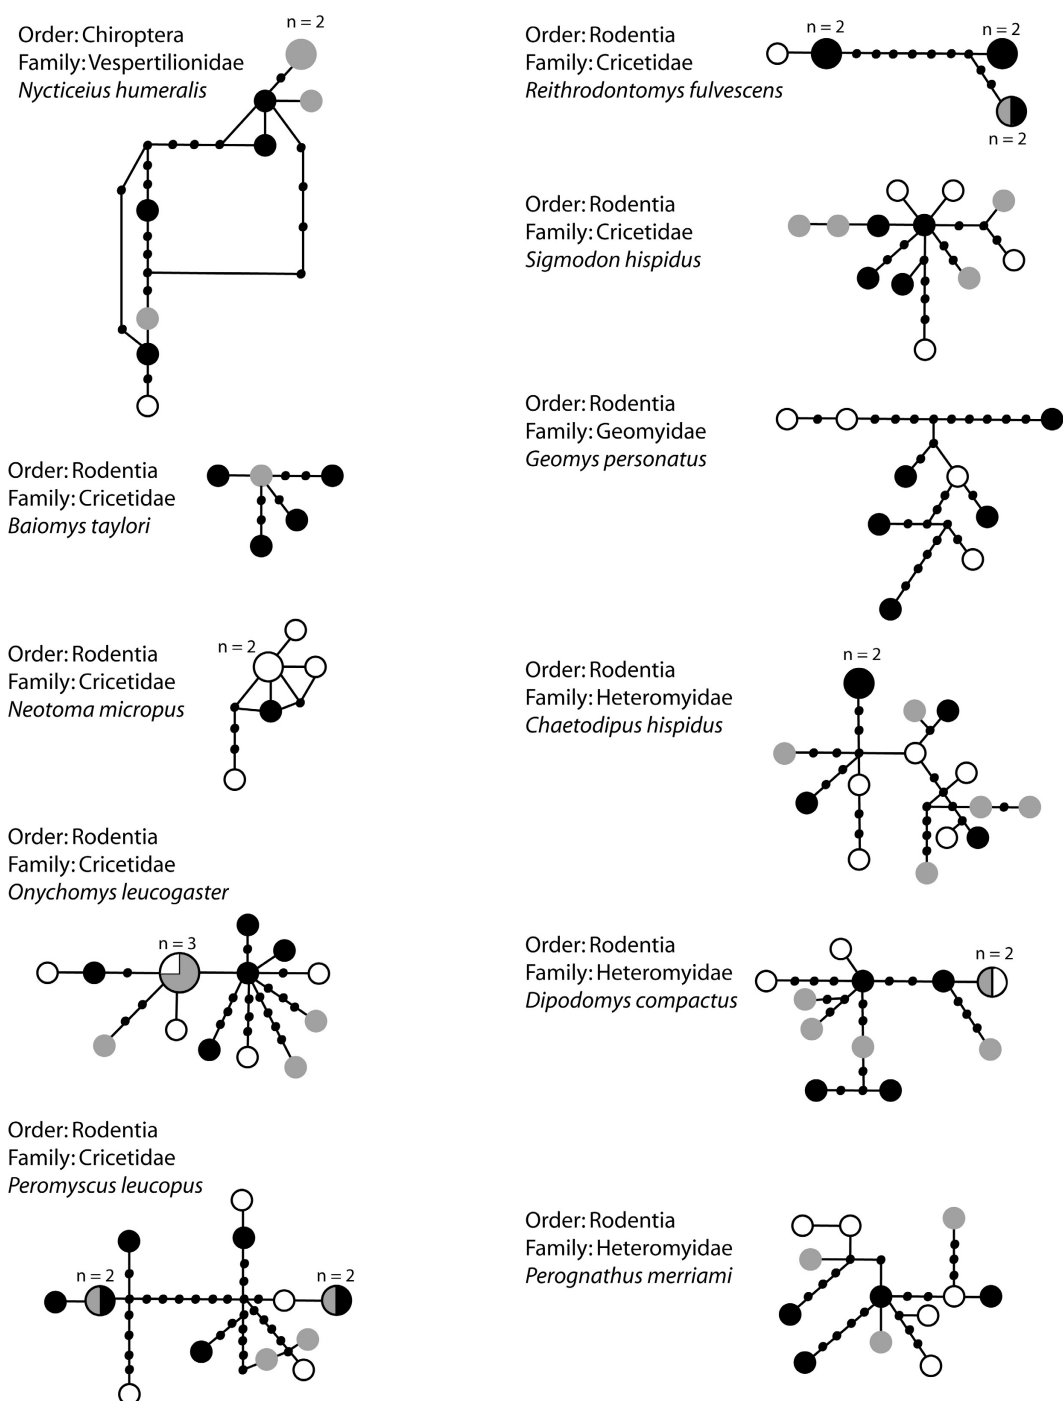 Order: Chiroptera
Family: Vespertilionidae
Nycticeius humeralis
n = 2
Order: Rodentia
Family: Cricetidae
Baiomys taylori
Order: Rodentia
Family: Cricetidae
Neotoma micropus
n = 2
Order: Rodentia
Family: Cricetidae
Onychomys leucogaster
n = 3
Order: Rodentia
Family: Cricetidae
Peromyscus leucopus
n = 2
n = 2
Order: Rodentia
Family: Cricetidae
Reithrodontomys fulvescens
n = 2
n = 2
n = 2
Order: Rodentia
Family: Cricetidae
Sigmodon hispidus
Order: Rodentia
Family: Geomyidae
Geomys personatus
Order: Rodentia
Family: Heteromyidae
Chaetodipus hispidus
n = 2
Order: Rodentia
Family: Heteromyidae
Dipodomys compactus
n = 2
Order: Rodentia
Family: Heteromyidae
Perognathus merriami